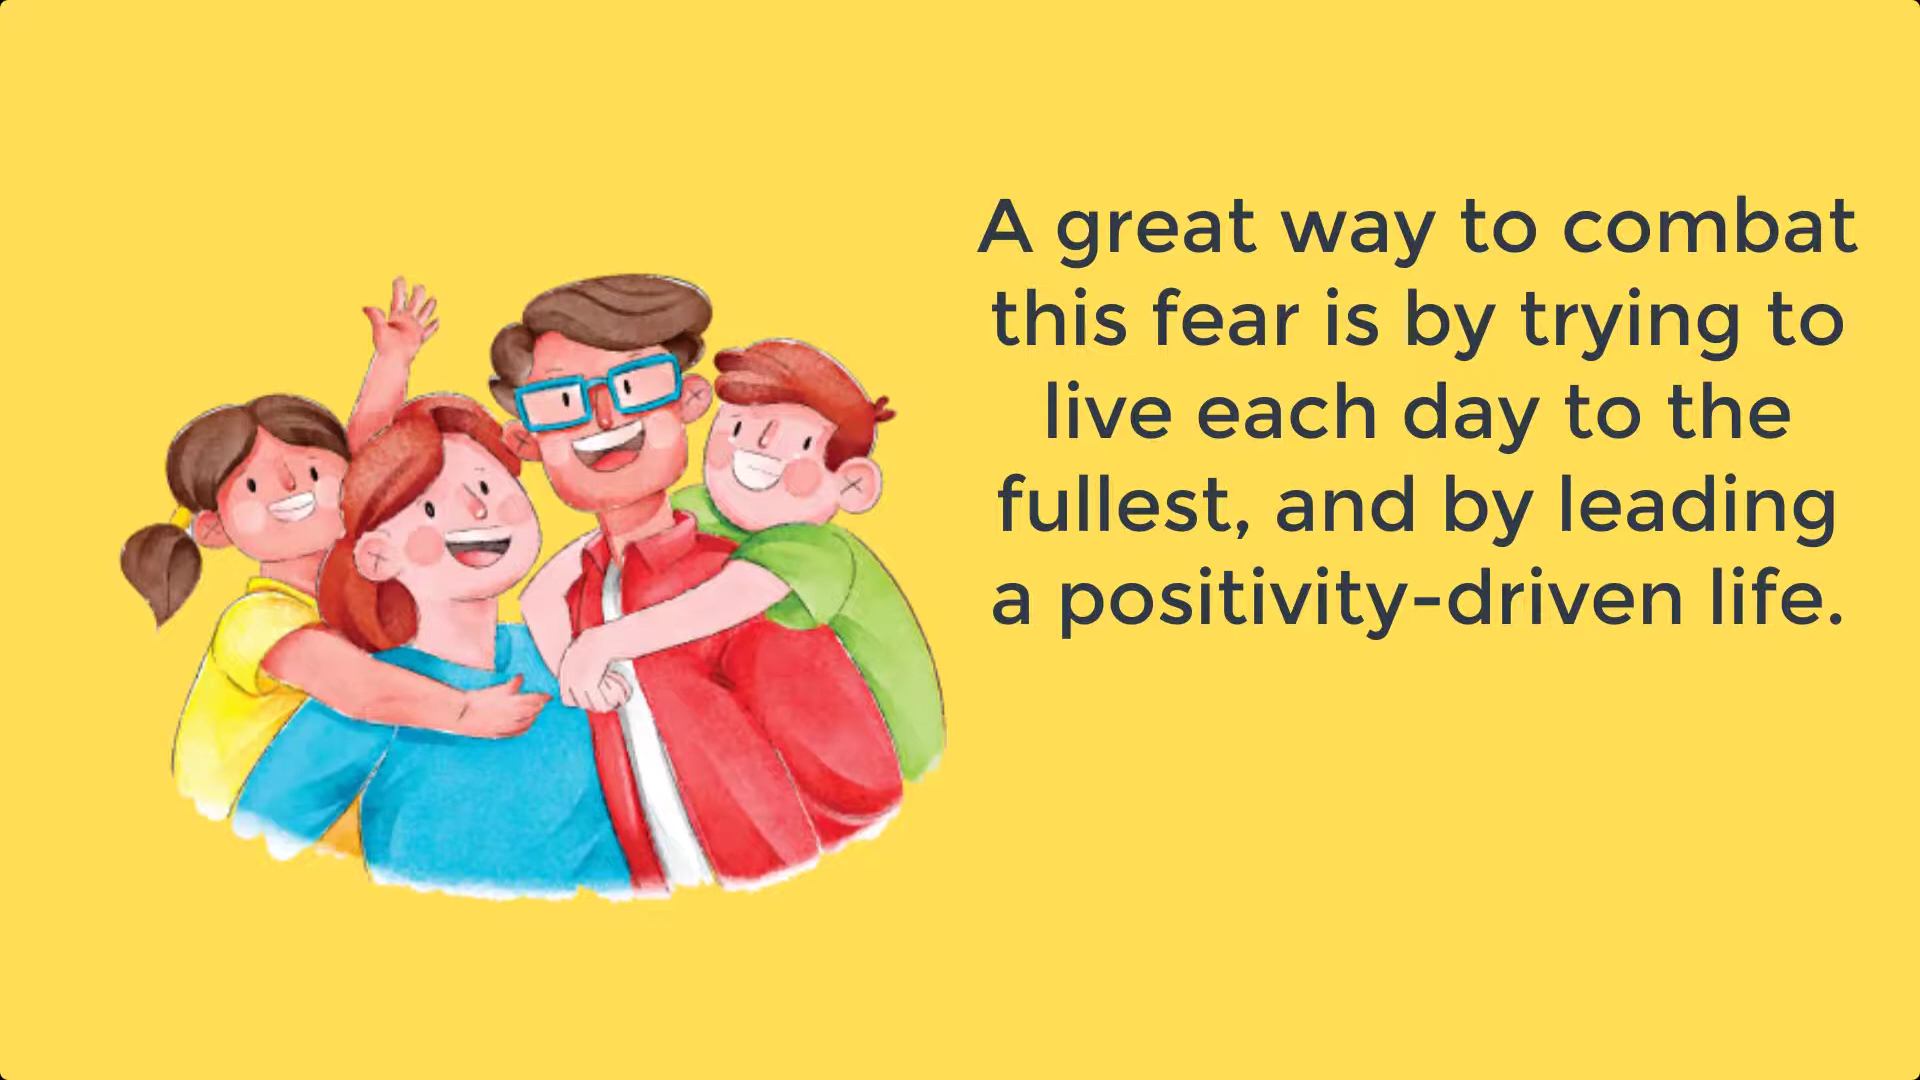 A great way to combat
this fear is by trying to
live each day to the
fullest, and by leading
a positivity-driven life.